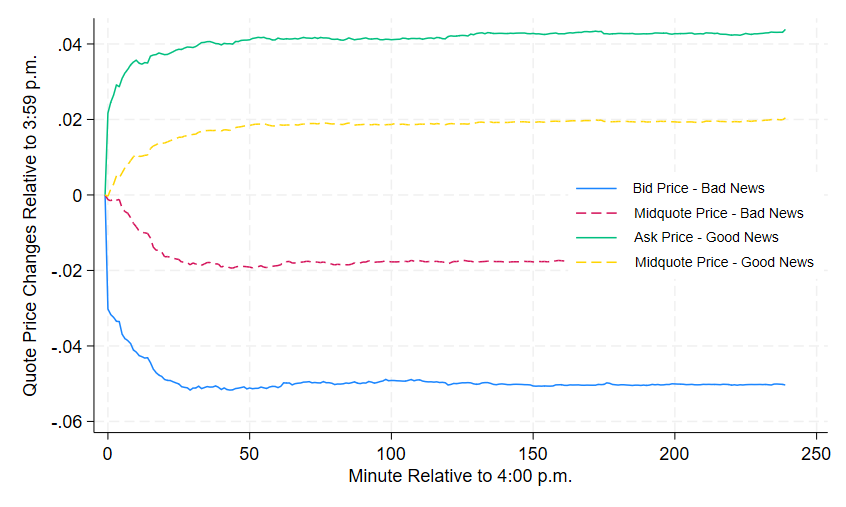 Quote Price Changes Relative to 3:59 p.m.
.04
.02
0
-.02
-.04
-.06
Bid Price - Bad News
Midquote Price - Bad News
Ask Price - Good News
Midquote Price - Good News
0 50 100 150 200 250
Minute Relative to 4:00 p.m.